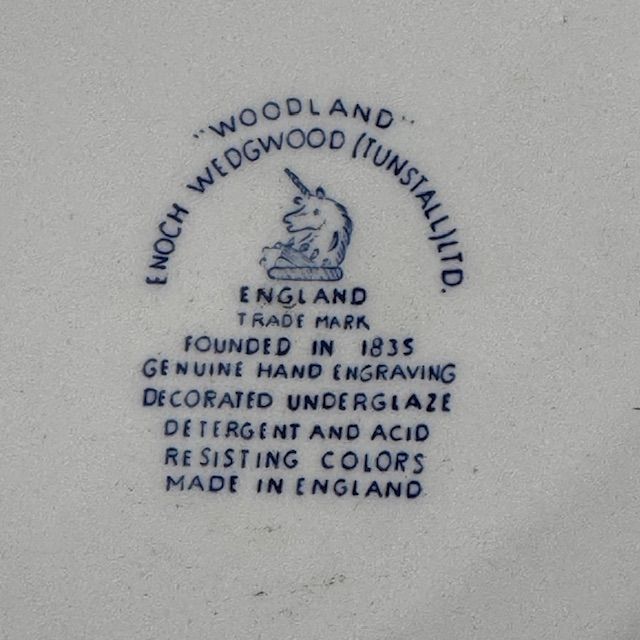 "WOODLAND"
ENOCH WEDGWOOD (TUNSTALL) LTD.
ENGLAND
TRADE MARK
FOUNDED IN 1835
GENUINE HAND ENGRAVING
DECORATED UNDERGLAZE
DETERGENT AND ACID
RESISTING COLORS
MADE IN ENGLAND